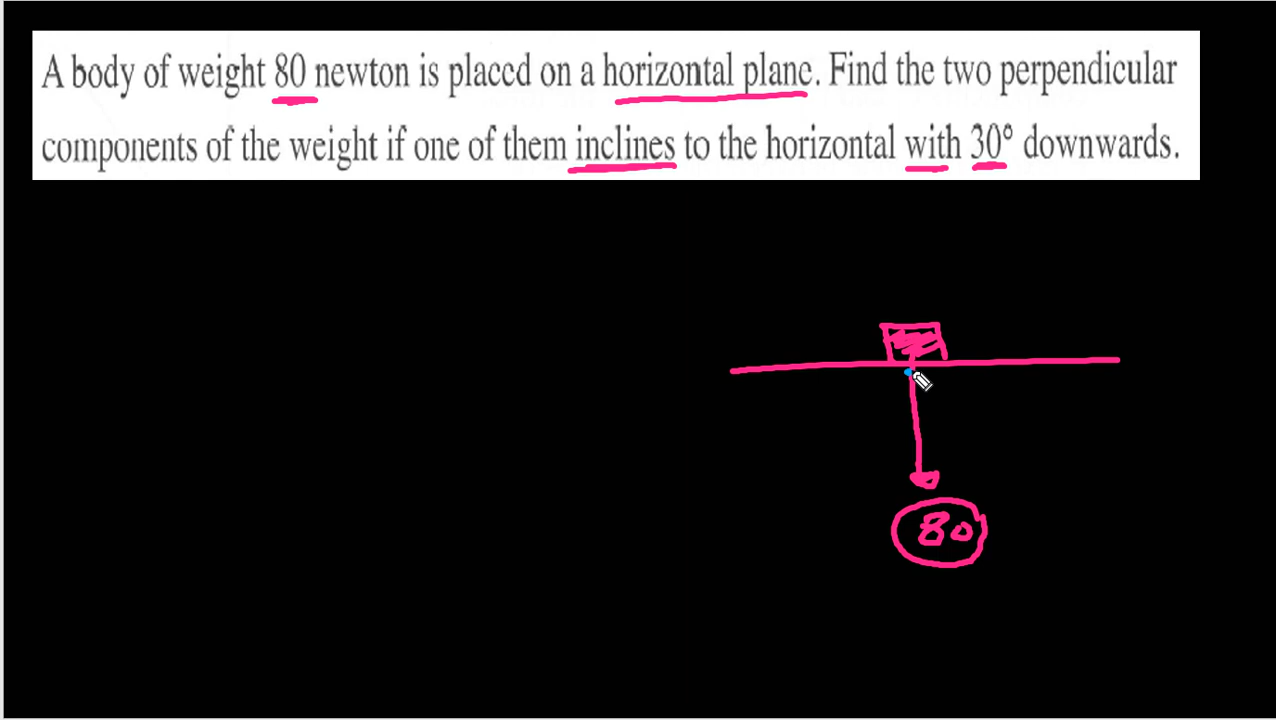 A body of weight 80 newton is placed on a horizontal plane. Find the two perpendicular
components of the weight if one of them inclines to the horizontal with 30° downwards.
80